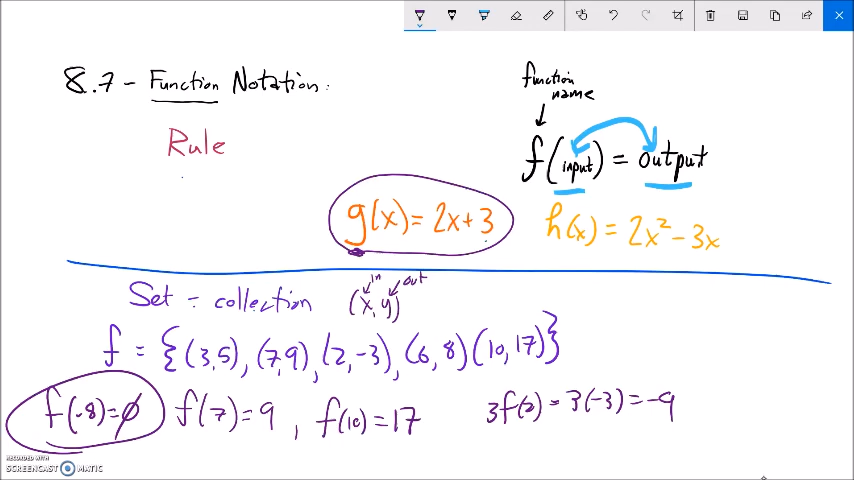 8.7 - Function Notation:
function
name
Rule
f(input) = output
g(x) = 2x + 3
h(x) = 2x² - 3x
in out
Set - collection (x, y)
f = {(3,5), (7,9), (2,-3), (6,8) (10,17)}
f(-8) = ∅ f(7) = 9 , f(10) = 17 3f(2) = 3(-3) = -9
RECORDED WITH
SCREENCAST MATIC